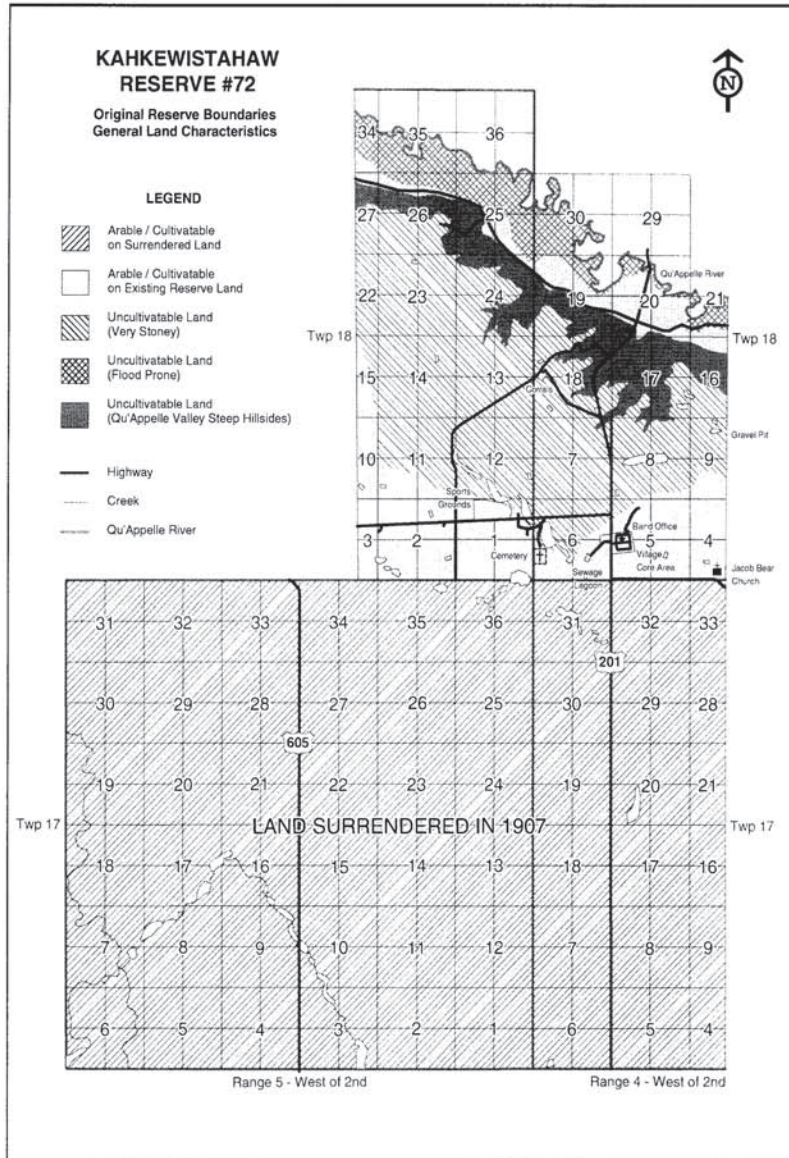 KAHKEWISTAHAW
RESERVE #72
Original Reserve Boundaries
General Land Characteristics
N
LEGEND
Arable / Cultivatable
on Surrendered Land
Arable / Cultivatable
on Existing Reserve Land
Uncultivatable Land
(Very Stoney)
Uncultivatable Land
(Flood Prone)
Uncultivatable Land
(Qu'Appelle Valley Steep Hillsides)
Highway
Creek
Qu'Appelle River
34 35 36
27 26 25 30 29
Qu'Appelle River
22 23 24 19 20 21
Twp 18 Twp 18
15 14 13 18 17 16
Corrals
Gravel Pit
10 11 12 7 8 9
Sports
Grounds
Band Office
3 2 1 6 5 4
Cemetery
Village
Core Area
Sewage
Lagoon
Jacob Bear
Church
31 32 33 34 35 36 31 32 33
201
30 29 28 27 26 25 30 29 28
605
19 20 21 22 23 24 19 20 21
Twp 17 LAND SURRENDERED IN 1907 Twp 17
18 17 16 15 14 13 18 17 16
7 8 9 10 11 12 7 8 9
6 5 4 3 2 1 6 5 4
Range 5 - West of 2nd Range 4 - West of 2nd